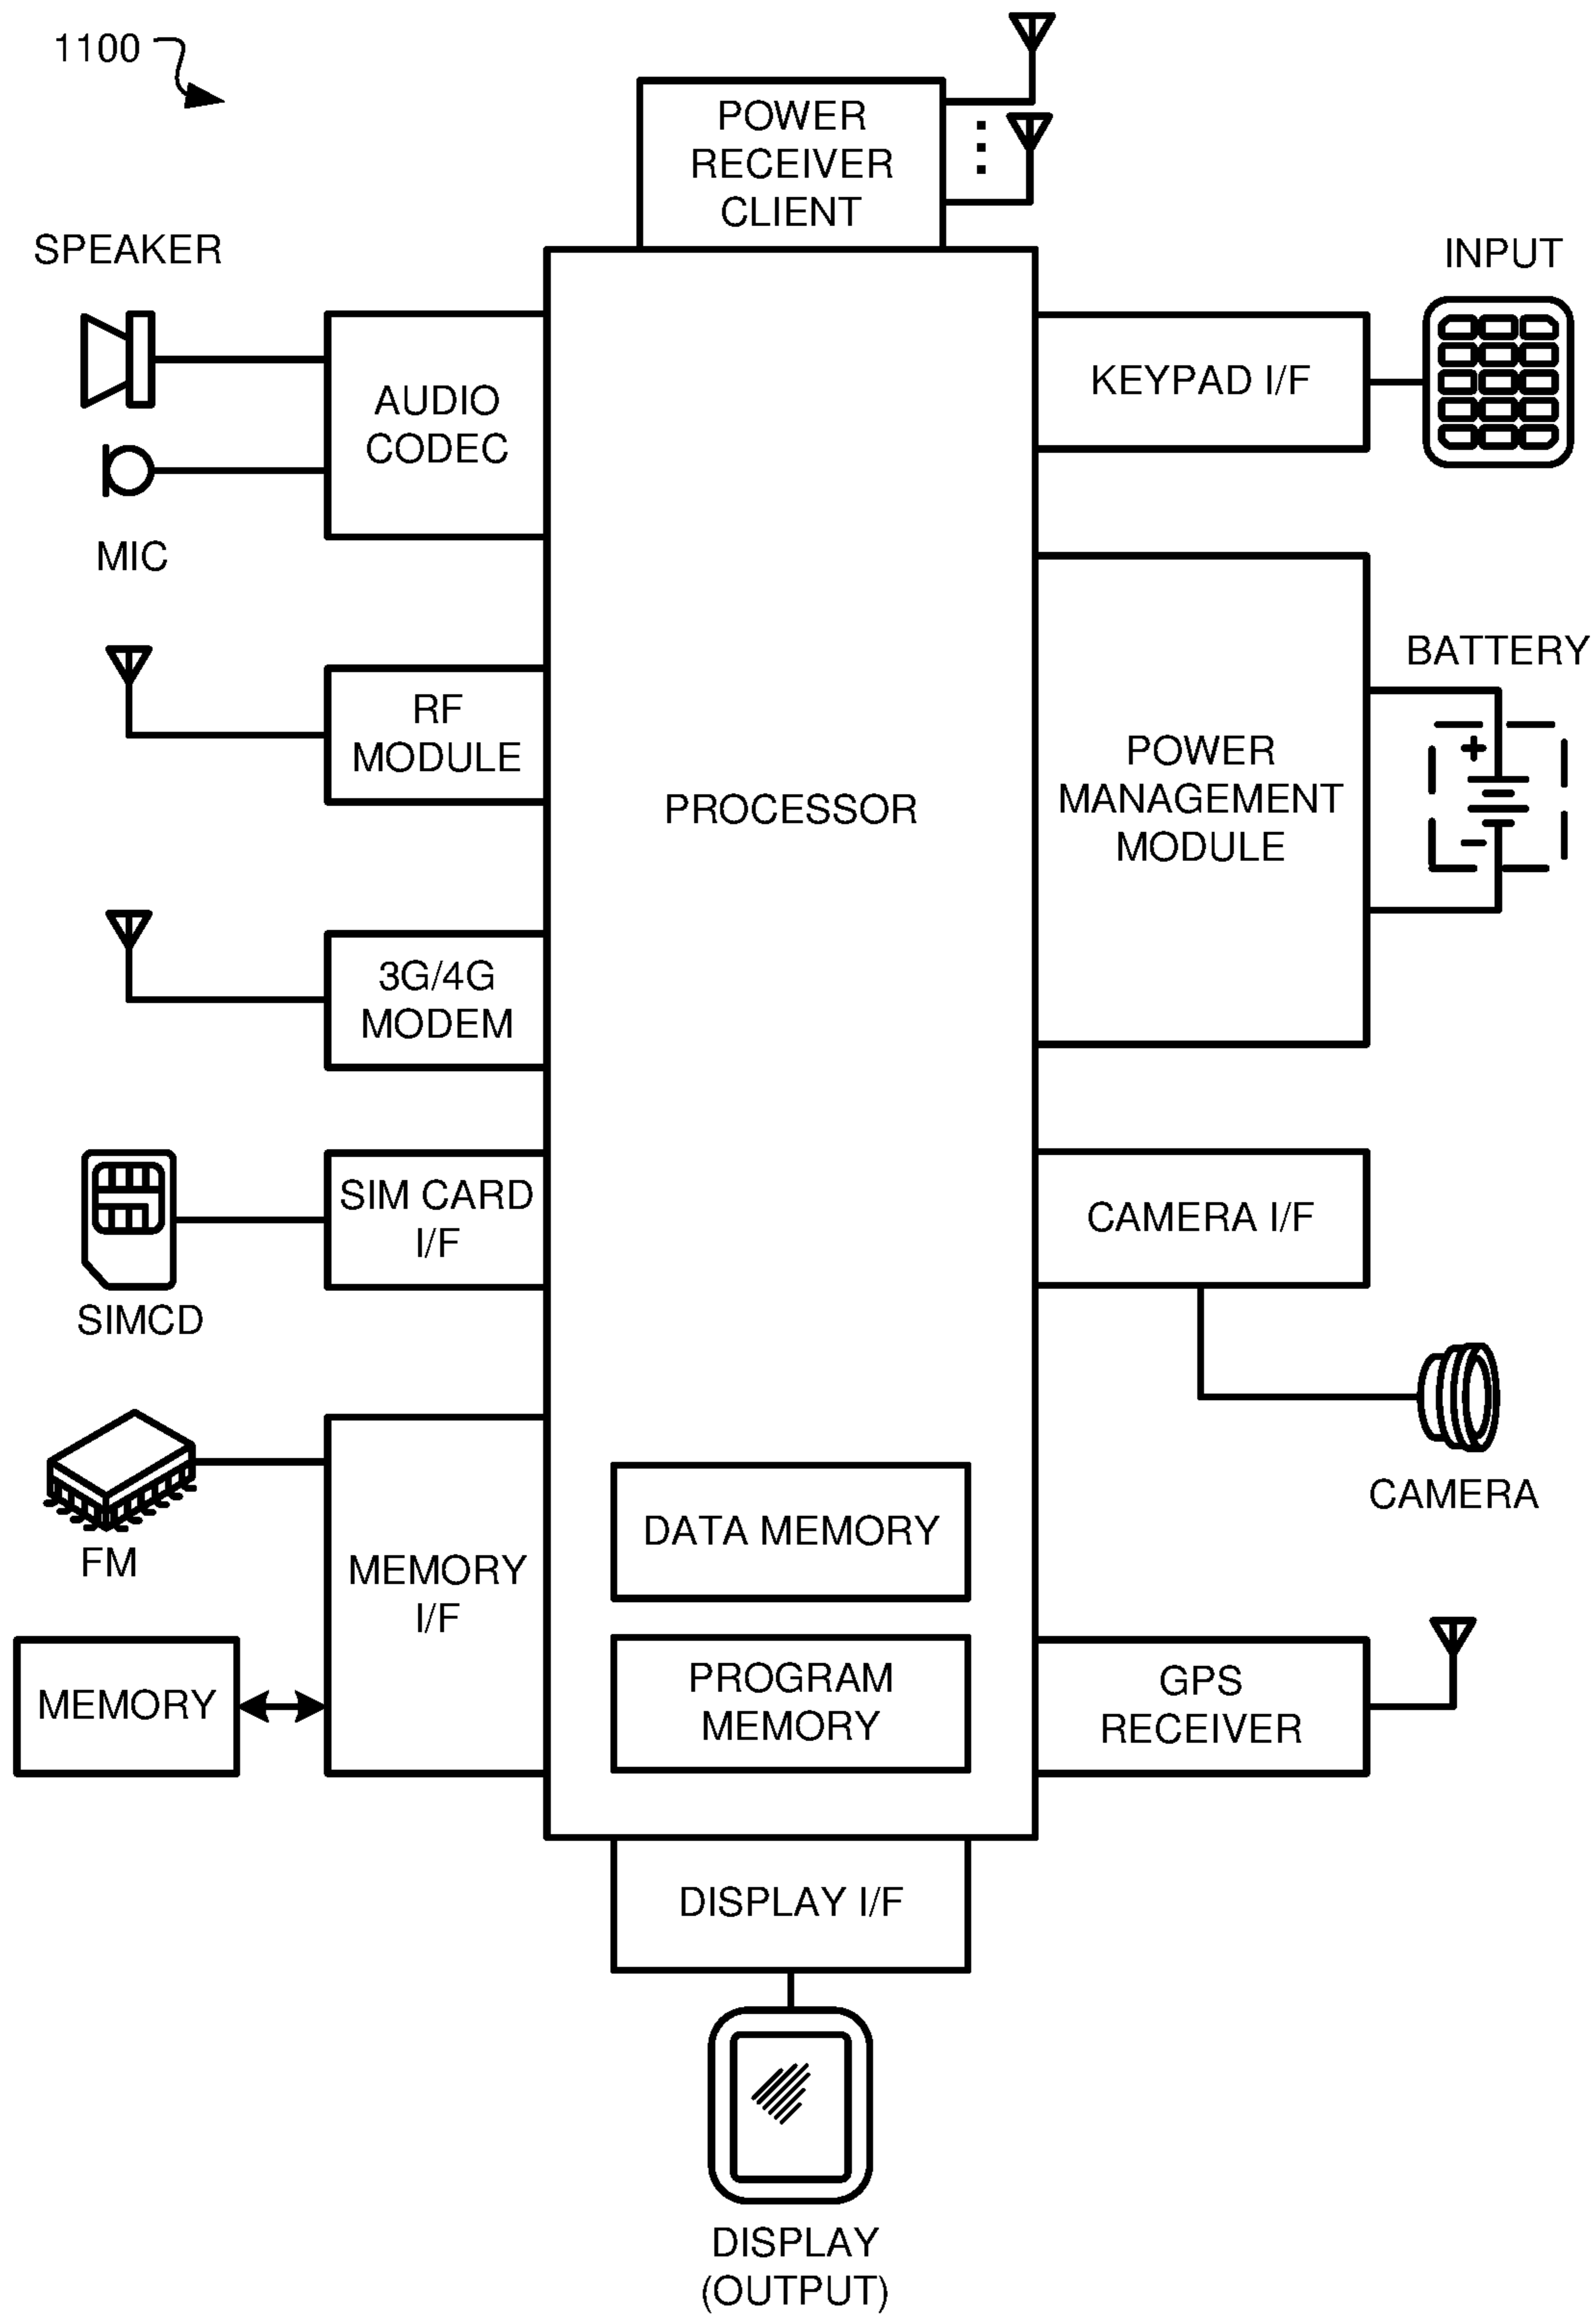 1100
POWER
RECEIVER
CLIENT
SPEAKER
INPUT
AUDIO
CODEC
KEYPAD I/F
MIC
BATTERY
RF
MODULE
PROCESSOR
POWER
MANAGEMENT
MODULE
+
-
3G/4G
MODEM
SIM CARD
I/F
SIMCD
CAMERA I/F
CAMERA
FM
MEMORY
I/F
DATA MEMORY
MEMORY
PROGRAM
MEMORY
GPS
RECEIVER
DISPLAY I/F
DISPLAY
(OUTPUT)